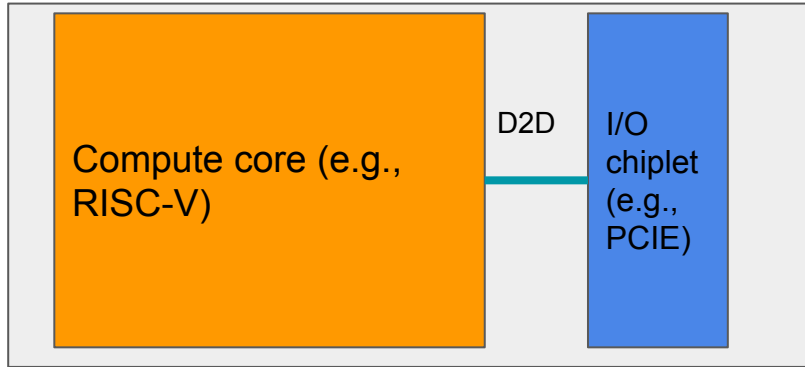 Compute core (e.g.,
RISC-V)
D2D
I/O
chiplet
(e.g.,
PCIE)